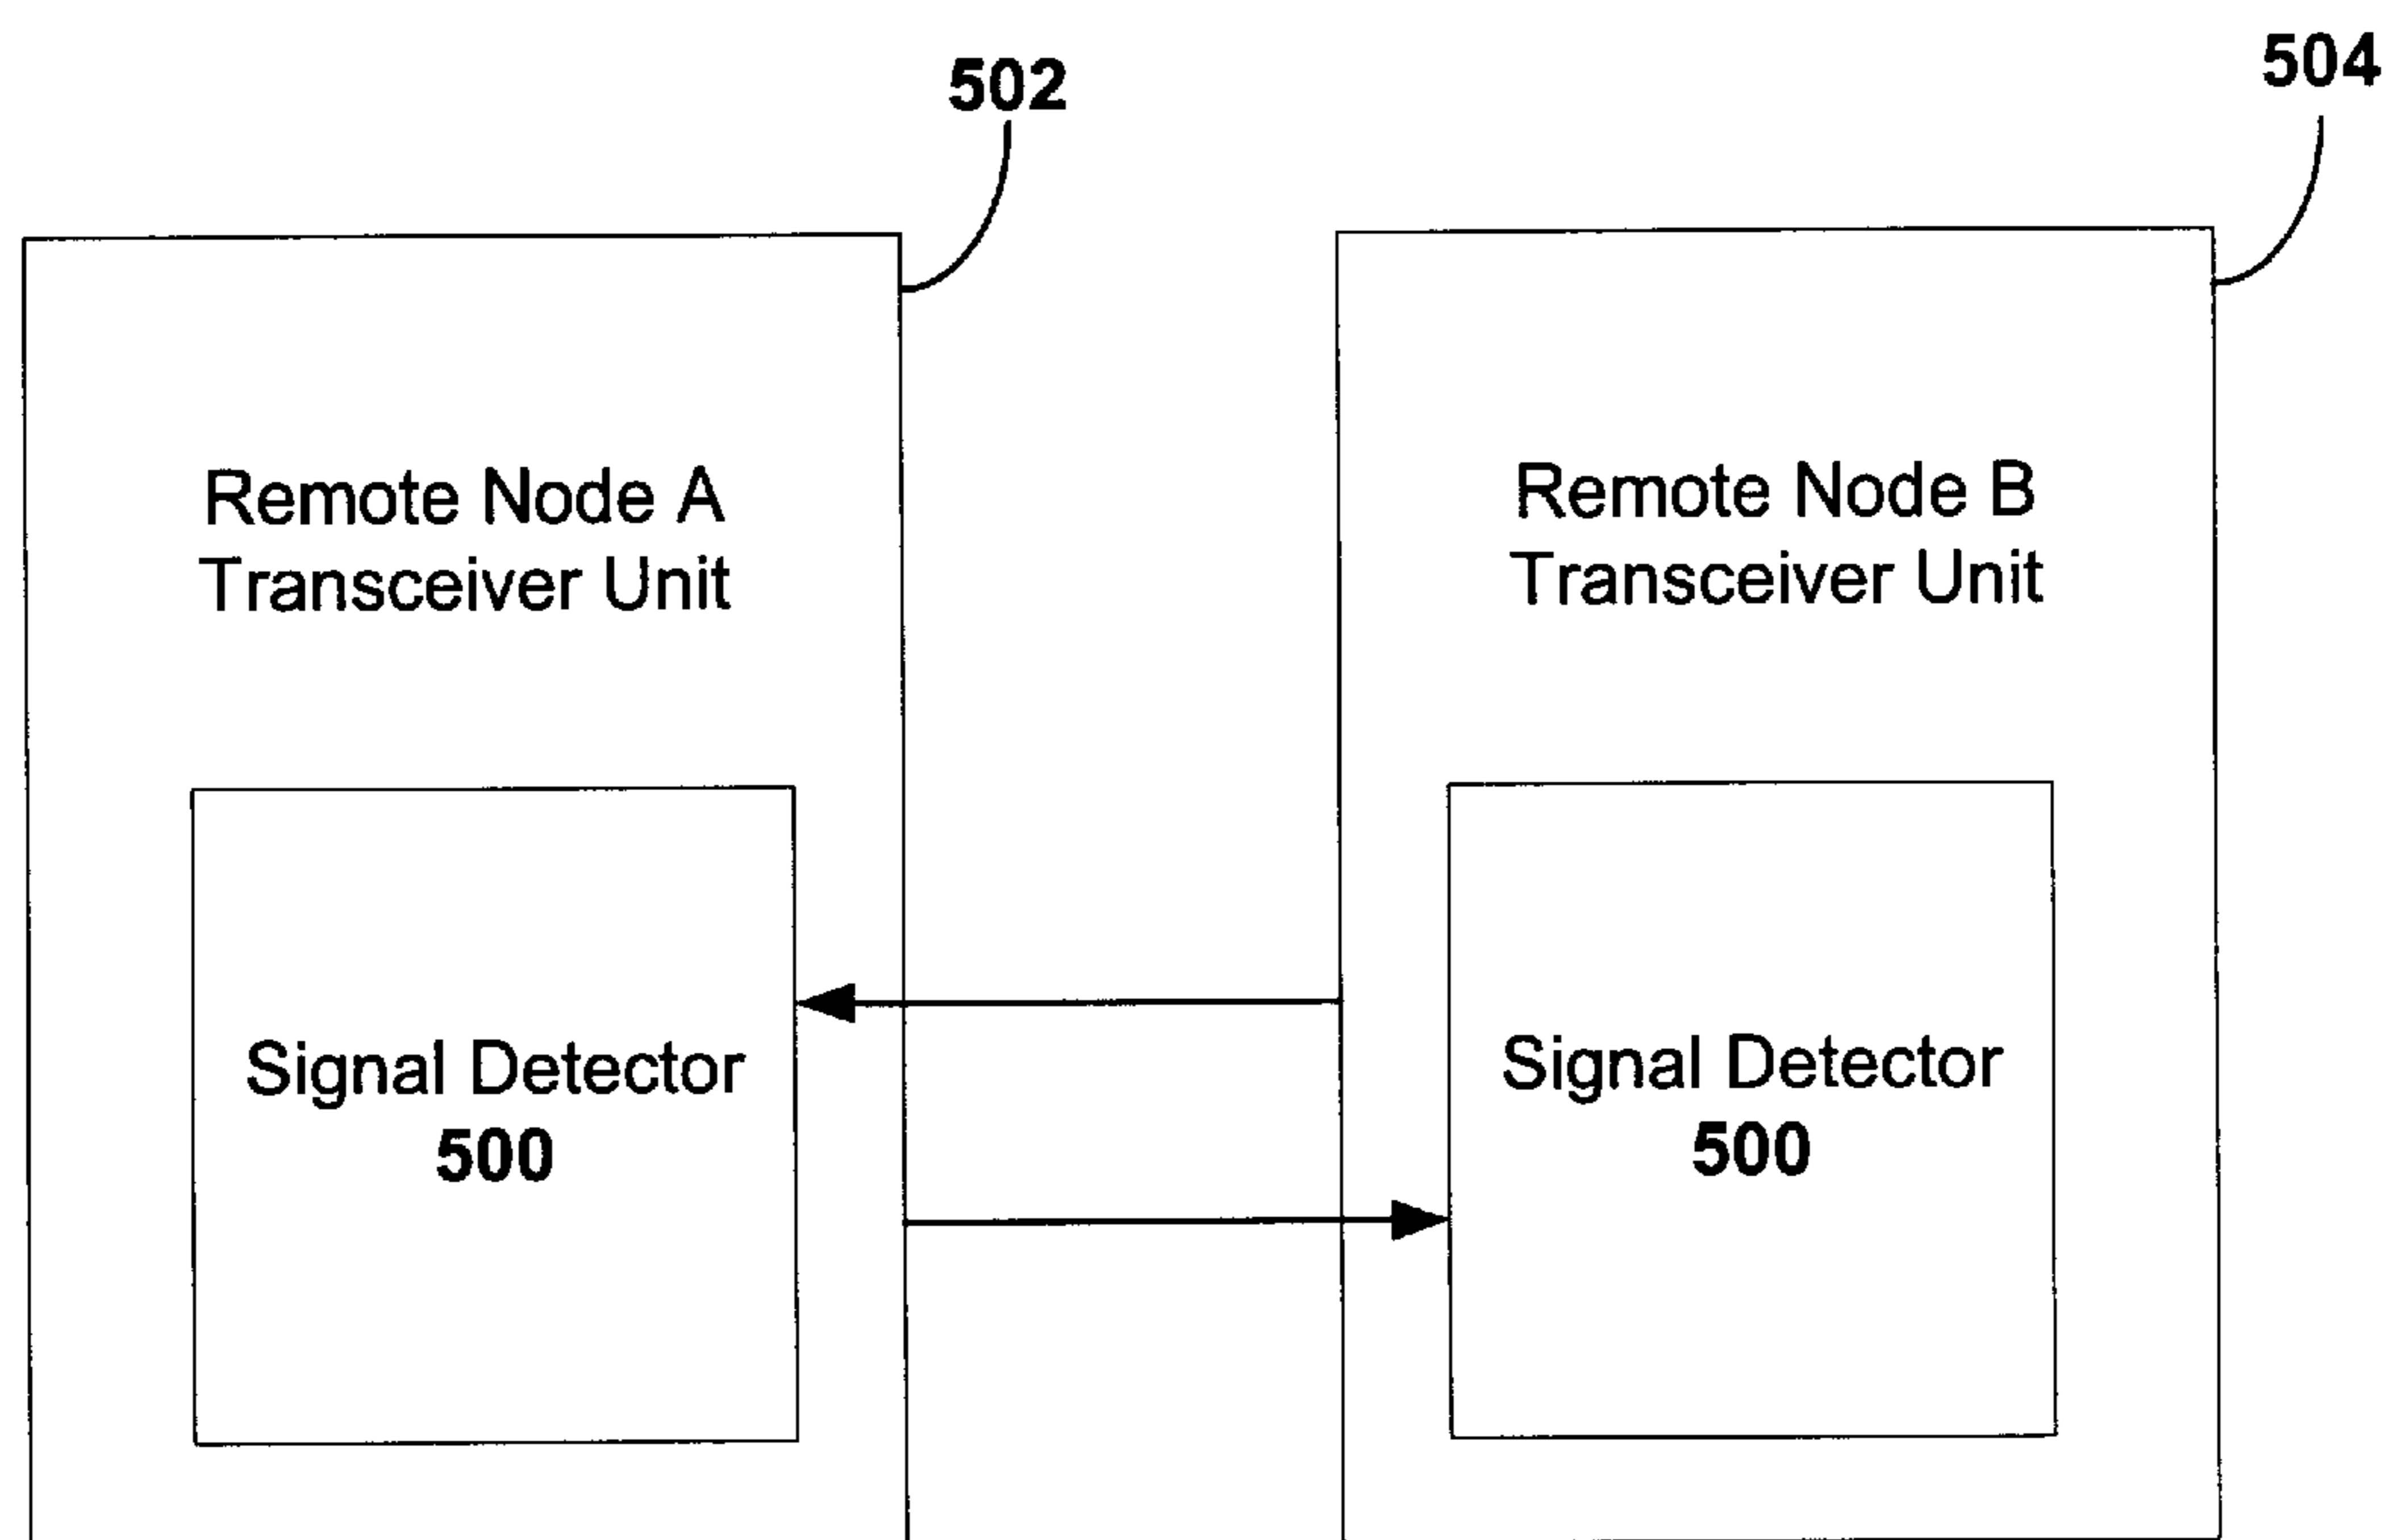 502
504
Remote Node A
Transceiver Unit
Remote Node B
Transceiver Unit
Signal Detector
500
Signal Detector
500